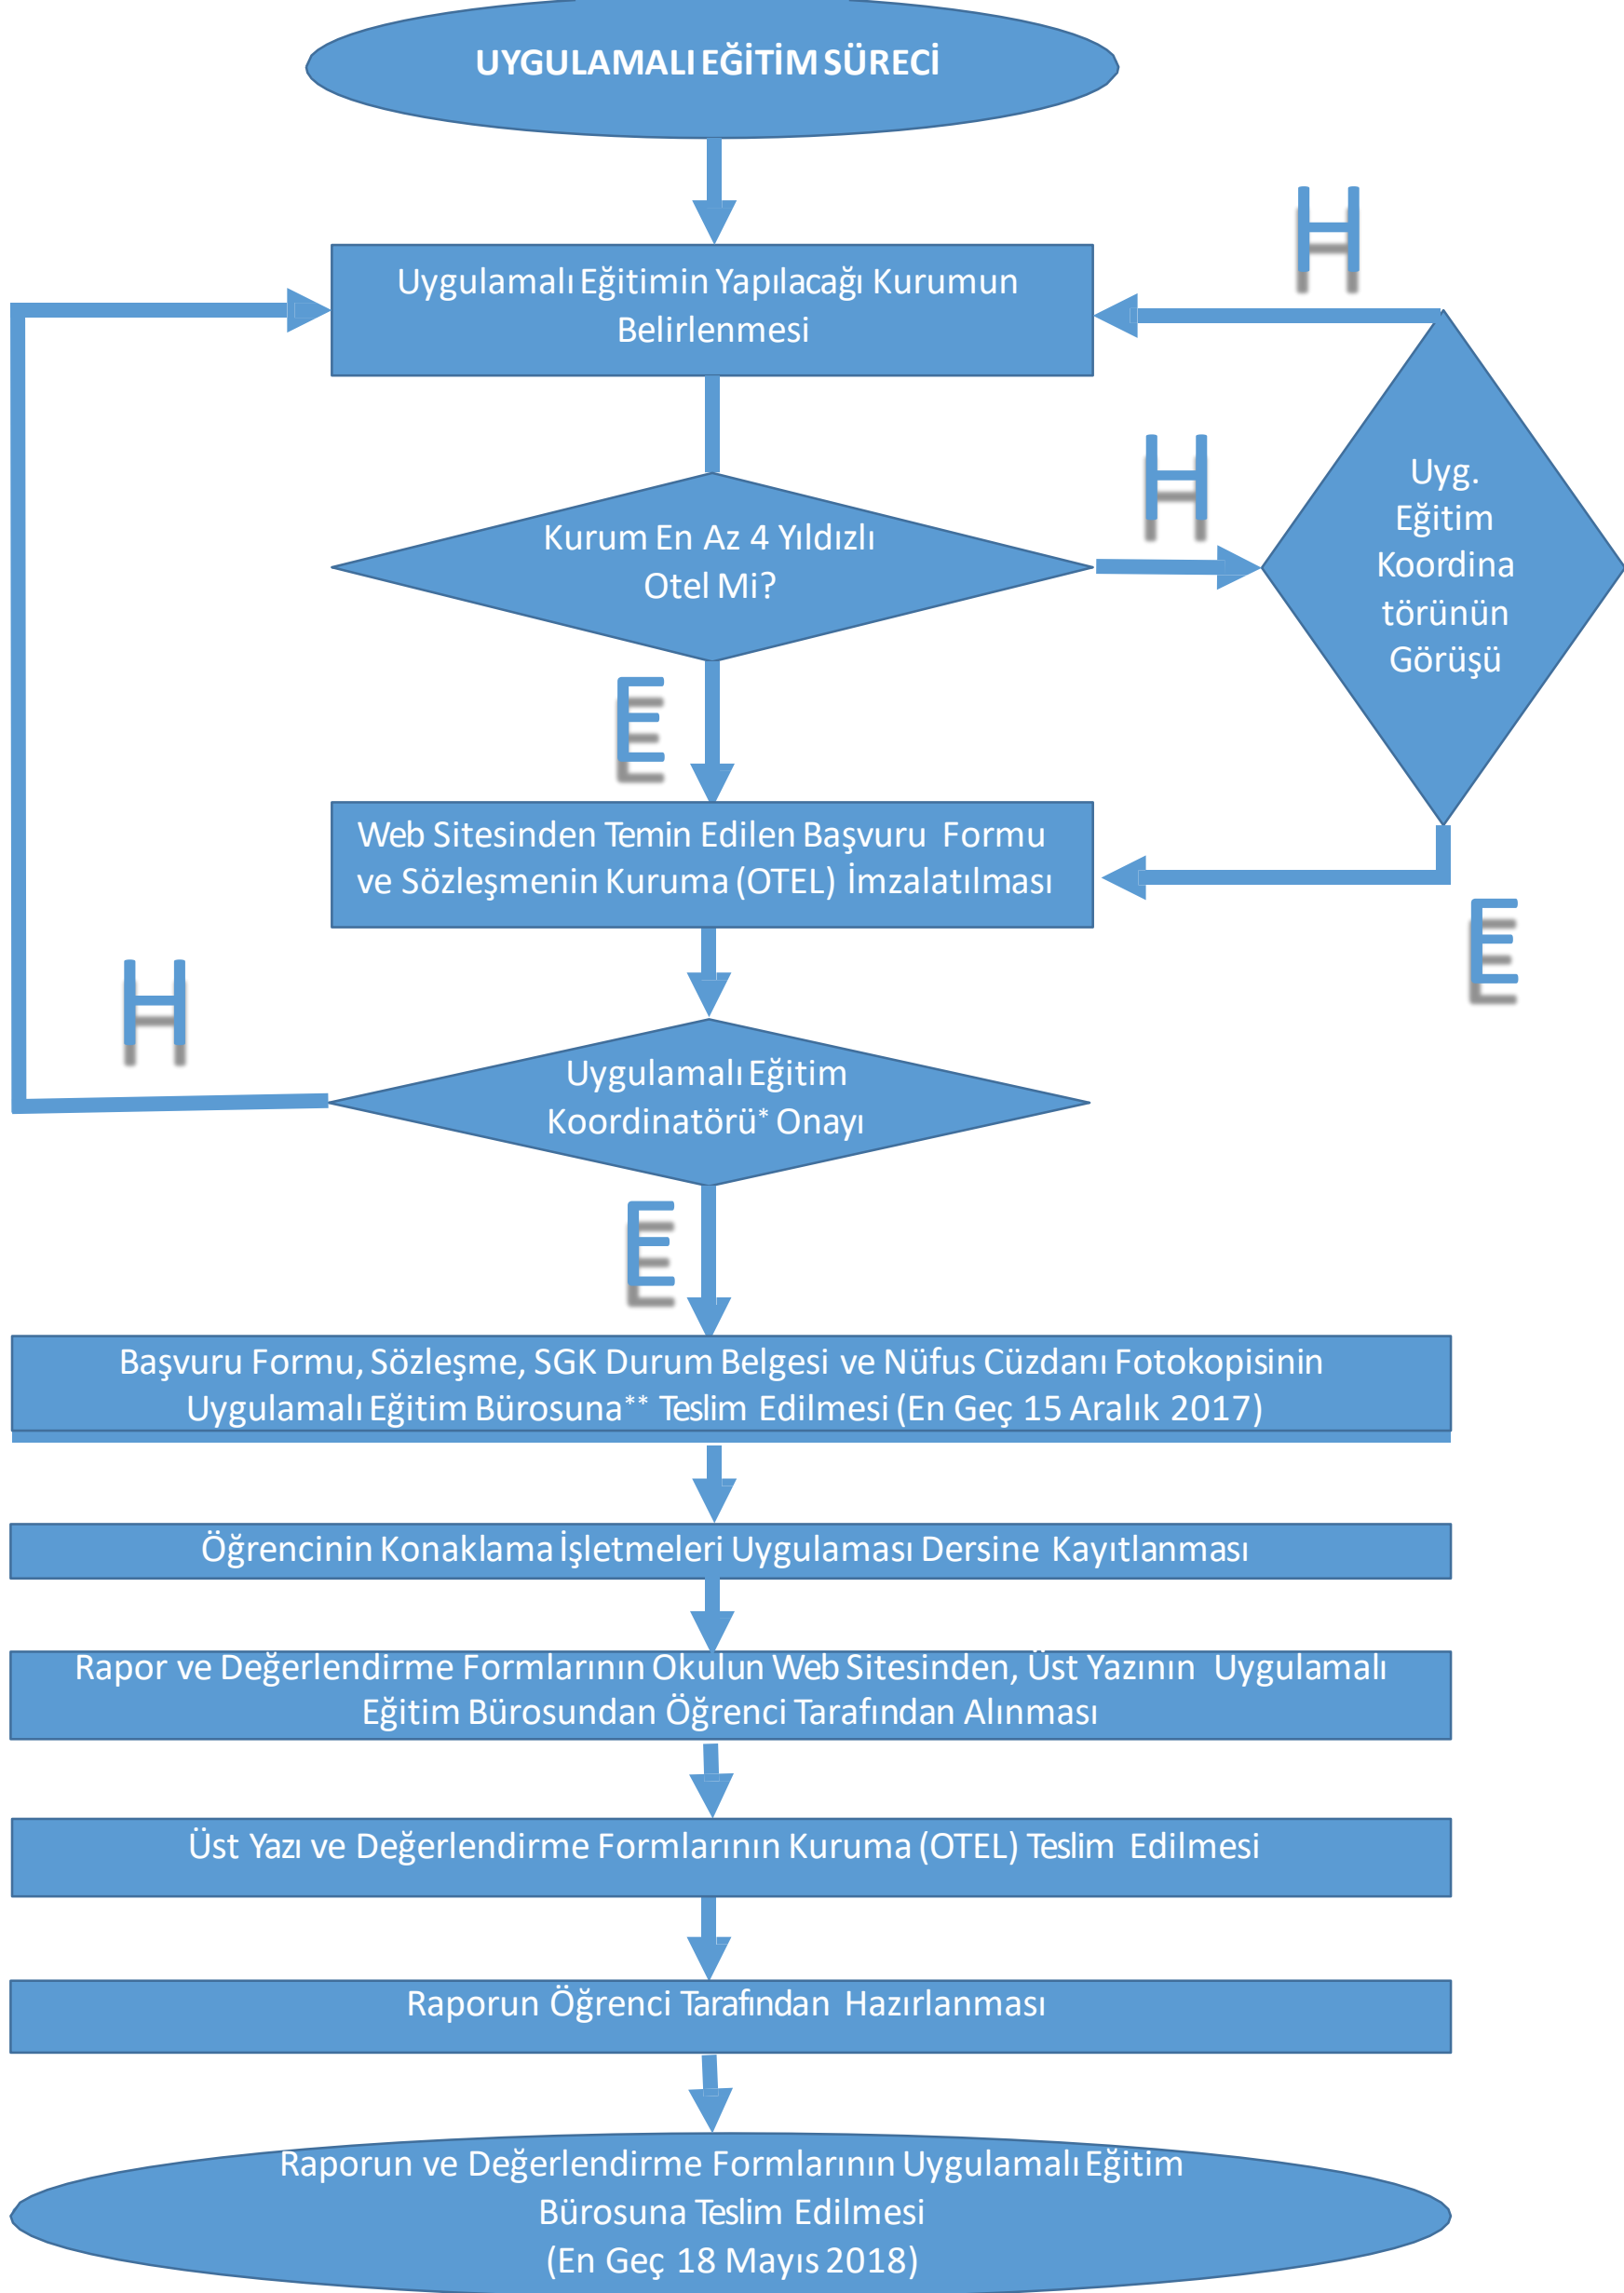 UYGULAMALI EĞİTİM SÜRECİ
H
Uygulamalı Eğitimin Yapılacağı Kurumun
Belirlenmesi
H
Kurum En Az 4 Yıldızlı
Otel Mi?
Uyg.
Eğitim
Koordina
törünün
Görüşü
E
Web Sitesinden Temin Edilen Başvuru Formu
ve Sözleşmenin Kuruma (OTEL) İmzalatılması
E
H
Uygulamalı Eğitim
Koordinatörü* Onayı
E
Başvuru Formu, Sözleşme, SGK Durum Belgesi ve Nüfus Cüzdanı Fotokopisinin
Uygulamalı Eğitim Bürosuna** Teslim Edilmesi (En Geç 15 Aralık 2017)
Öğrencinin Konaklama İşletmeleri Uygulaması Dersine Kayıtlanması
Rapor ve Değerlendirme Formlarının Okulun Web Sitesinden, Üst Yazının Uygulamalı
Eğitim Bürosundan Öğrenci Tarafından Alınması
Üst Yazı ve Değerlendirme Formlarının Kuruma (OTEL) Teslim Edilmesi
Raporun Öğrenci Tarafından Hazırlanması
Raporun ve Değerlendirme Formlarının Uygulamalı Eğitim
Bürosuna Teslim Edilmesi
(En Geç 18 Mayıs 2018)